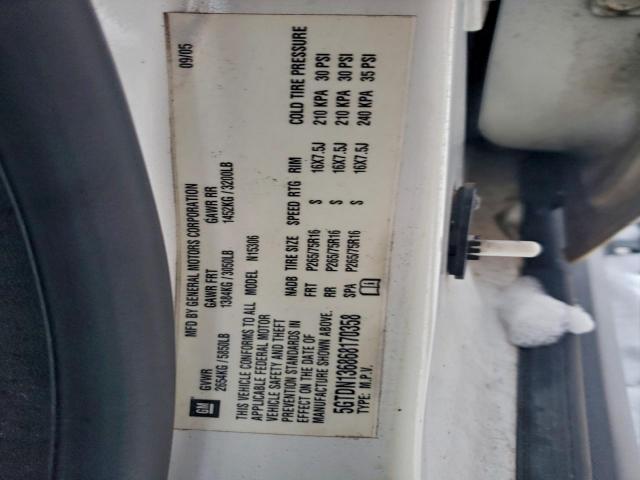 GM MFD BY GENERAL MOTORS CORPORATION 09/05
GVWR GAWR FRT GAWR RR
2654KG / 5850LB 1384KG / 3050LB 1452KG / 3200LB
THIS VEHICLE CONFORMS TO ALL
APPLICABLE FEDERAL MOTOR
VEHICLE SAFETY AND THEFT
PREVENTION STANDARDS IN
EFFECT ON THE DATE OF
MANUFACTURE SHOWN ABOVE.
5GTDN136868170358
TYPE: M.P.V.
MODEL N15306
NADB TIRE SIZE SPEED RTG RIM COLD TIRE PRESSURE
FRT P265/75R16 S 16X7.5J 210 KPA 30 PSI
RR P265/75R16 S 16X7.5J 210 KPA 30 PSI
SPA P265/75R16 S 16X7.5J 240 KPA 35 PSI